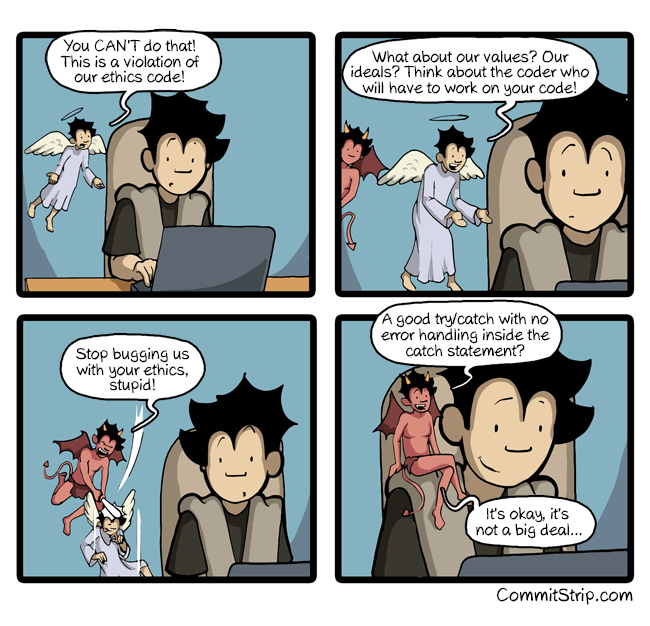 You CAN'T do that!
This is a violation of
our ethics code!
What about our values? Our
ideals? Think about the coder who
will have to work on your code!
Stop bugging us
with your ethics,
stupid!
A good try/catch with no
error handling inside the
catch statement?
It's okay, it's
not a big deal...
CommitStrip.com